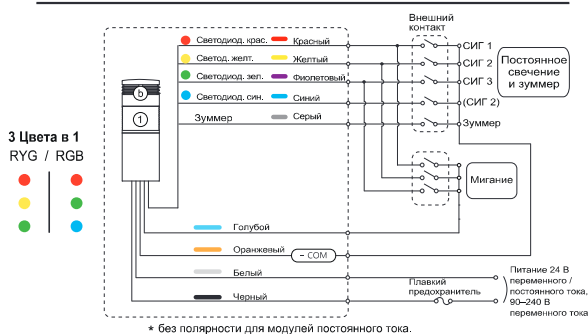 Внешний
контакт
Светодиод. крас. Красный СИГ 1
Светод. желт. Желтый СИГ 2
Светодиод. зел. Фиолетовый СИГ 3
Светодиод. син. Синий (СИГ 2)
Зуммер Серый Зуммер
Постоянное
свечение
и зуммер
b
1
3 Цвета в 1
RYG / RGB
Мигание
Голубой
Оранжевый – COM
Белый
Черный
Плавкий
предохранитель
Питание 24 В
переменного /
постоянного тока,
90–240 В
переменного тока
* без полярности для модулей постоянного тока.